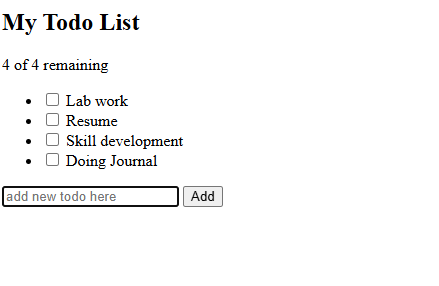 My Todo List
4 of 4 remaining
Lab work
Resume
Skill development
Doing Journal
add new todo here Add